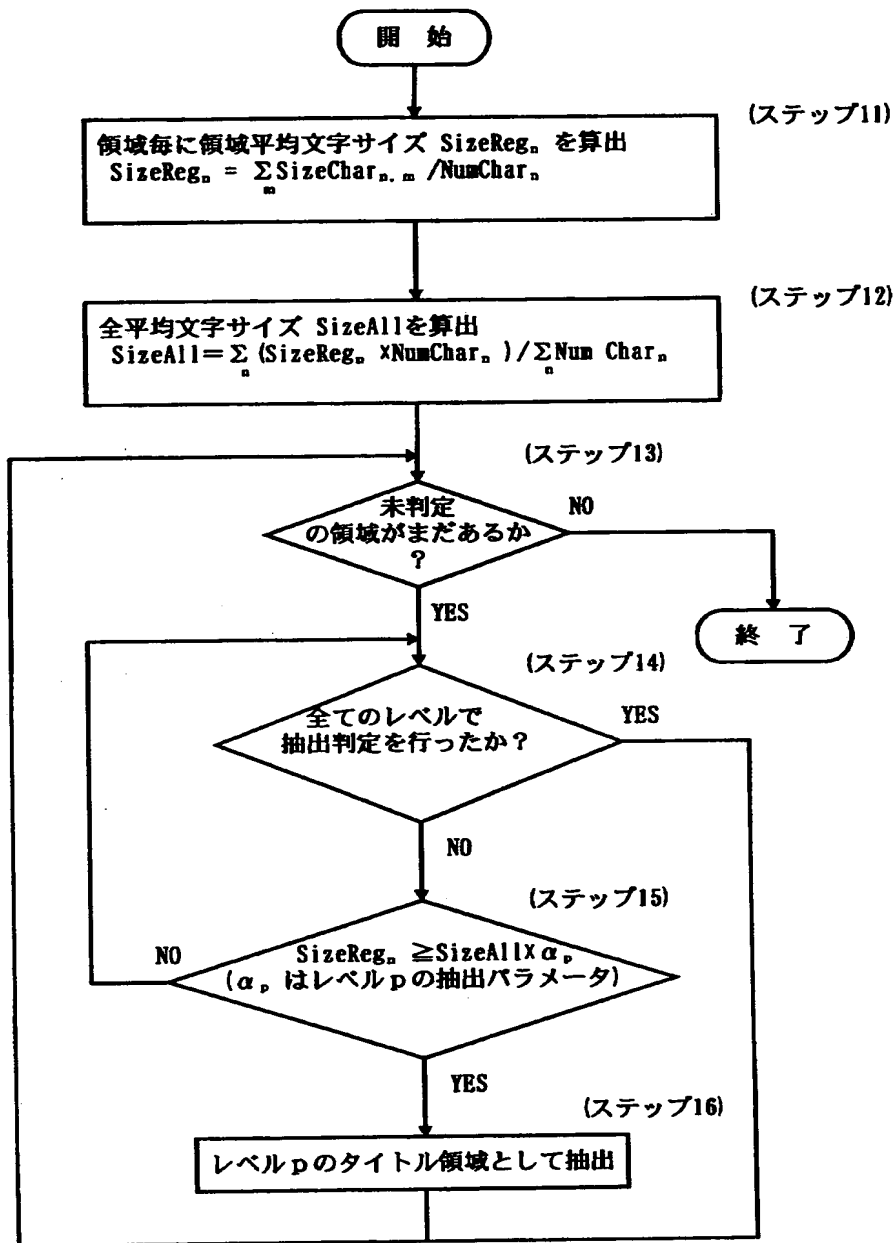 開 始
(ステップ11)
領域毎に領域平均文字サイズ SizeRegₙ を算出
SizeRegₙ = Σ SizeCharₙ,ₘ /NumCharₙ
m
(ステップ12)
全平均文字サイズ SizeAllを算出
SizeAll=Σ (SizeRegₙ ×NumCharₙ )/Σ Num Charₙ
n n
(ステップ13)
未判定
の領域がまだあるか
?
NO
YES
終 了
(ステップ14)
全てのレベルで
抽出判定を行ったか?
YES
NO
(ステップ15)
NO
SizeRegₙ ≧SizeAll×αₚ
(αₚ はレベルpの抽出パラメータ)
YES
(ステップ16)
レベルpのタイトル領域として抽出